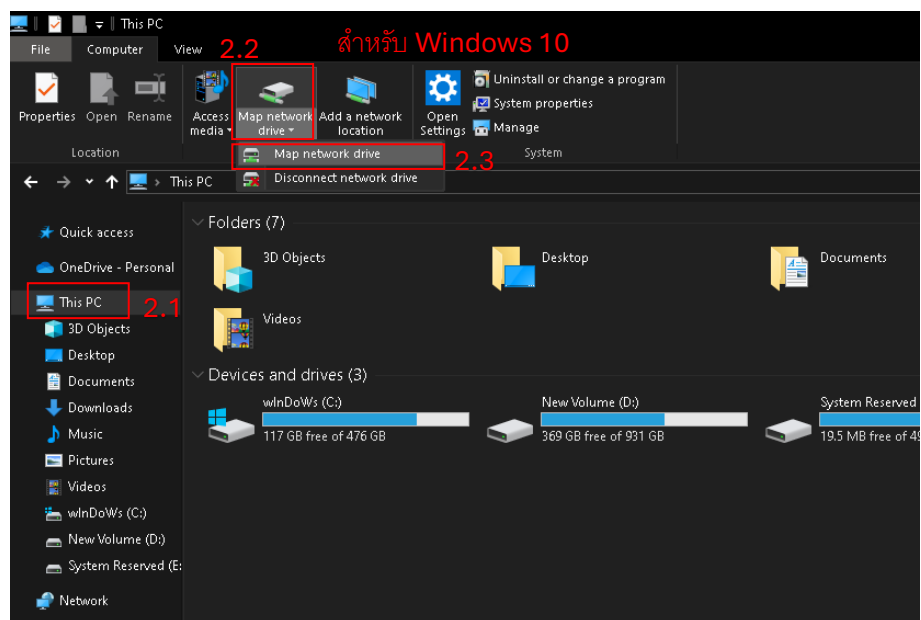 This PC
File Computer View 2.2 สำหรับ Windows 10
Properties Open Rename
Location
Access media
Map network drive
Add a network location
Open Settings
Uninstall or change a program
System properties
Manage
System
Map network drive 2.3
Disconnect network drive
This PC
Quick access
OneDrive - Personal
This PC 2.1
3D Objects
Desktop
Documents
Downloads
Music
Pictures
Videos
wInDoWs (C:)
New Volume (D:)
System Reserved (E:
Network
Folders (7)
3D Objects
Desktop
Documents
Videos
Devices and drives (3)
wInDoWs (C:)
117 GB free of 476 GB
New Volume (D:)
369 GB free of 931 GB
System Reserved
19.5 MB free of 49